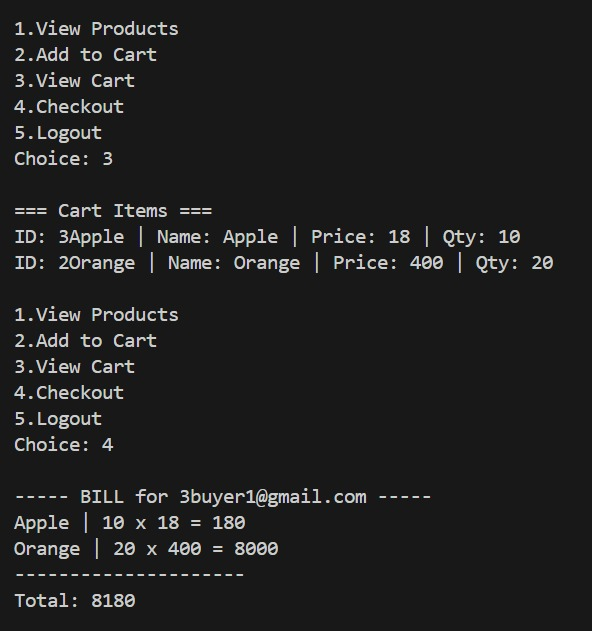 1.View Products
2.Add to Cart
3.View Cart
4.Checkout
5.Logout
Choice: 3
=== Cart Items ===
ID: 3Apple | Name: Apple | Price: 18 | Qty: 10
ID: 2Orange | Name: Orange | Price: 400 | Qty: 20
1.View Products
2.Add to Cart
3.View Cart
4.Checkout
5.Logout
Choice: 4
----- BILL for 3buyer1@gmail.com -----
Apple | 10 x 18 = 180
Orange | 20 x 400 = 8000
---------------------
Total: 8180